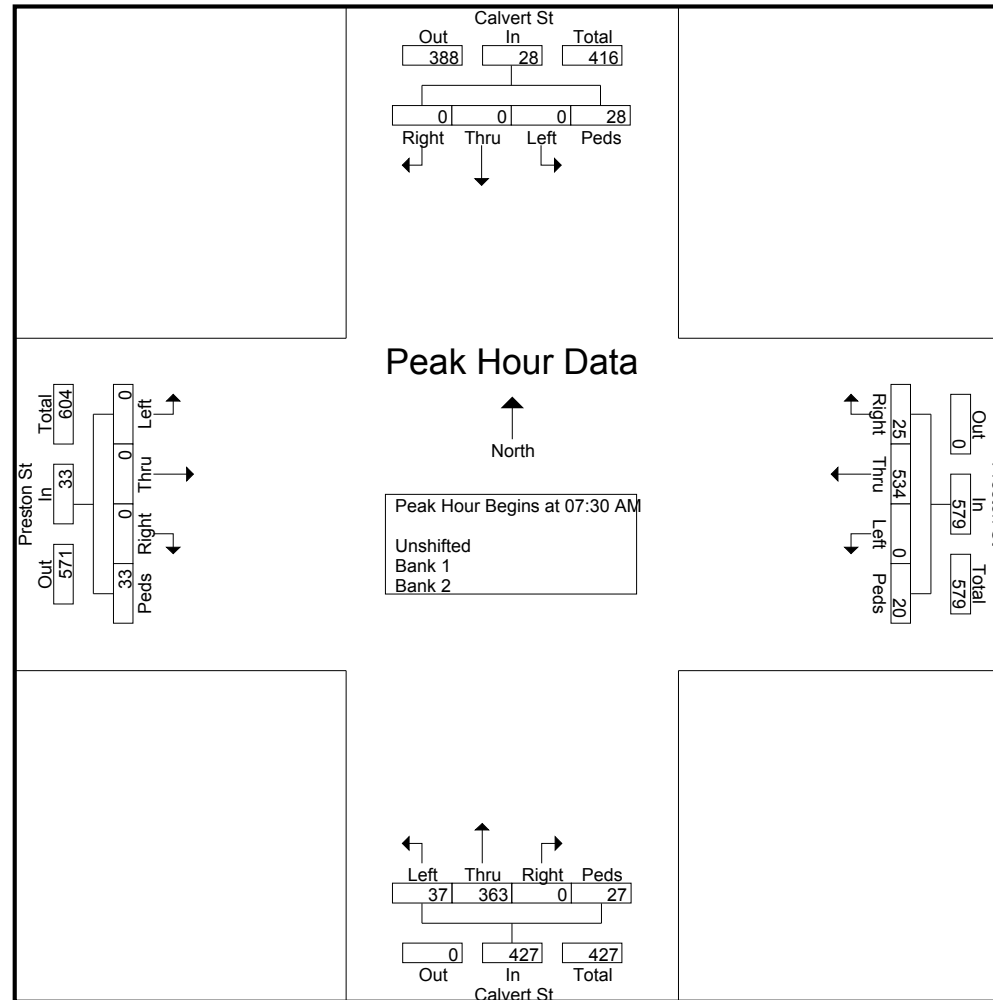 Calvert St
Out In Total
388 28 416
0 0 0 28
Right Thru Left Peds
Peak Hour Data
North
Peak Hour Begins at 07:30 AM
Unshifted
Bank 1
Bank 2
Preston St
Out In Total
571 33 604
33 0 0 0
Peds Right Thru Left
Out In Total
0 579 579
25 534 0 20
Right Thru Left Peds
Left Thru Right Peds
37 363 0 27
0 427 427
Out In Total
Calvert St